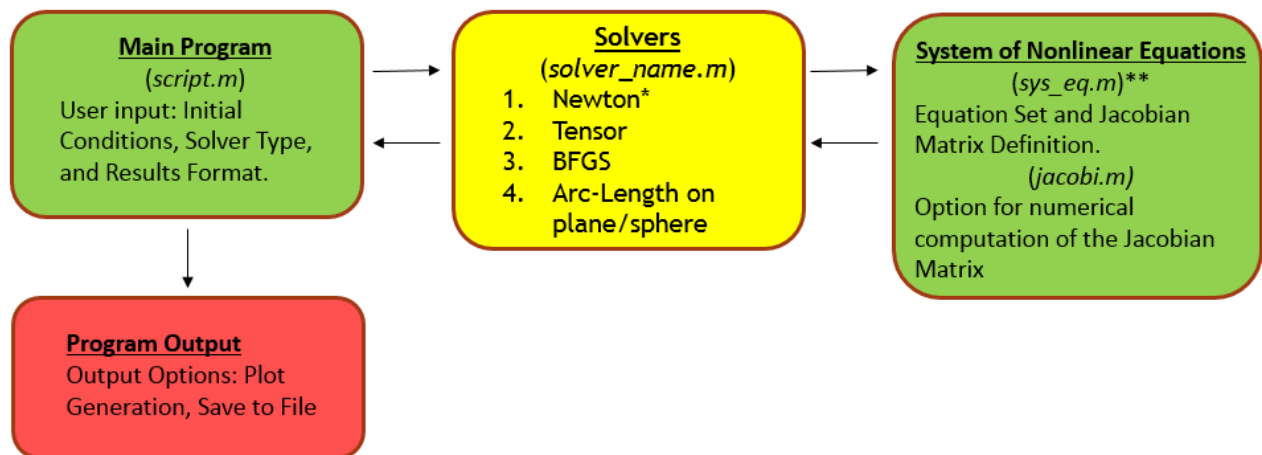 Main Program
(script.m)
User input: Initial
Conditions, Solver Type,
and Results Format.
Solvers
(solver_name.m)
1. Newton*
2. Tensor
3. BFGS
4. Arc-Length on
plane/sphere
System of Nonlinear Equations
(sys_eq.m)**
Equation Set and Jacobian
Matrix Definition.
(jacobi.m)
Option for numerical
computation of the Jacobian
Matrix
Program Output
Output Options: Plot
Generation, Save to File